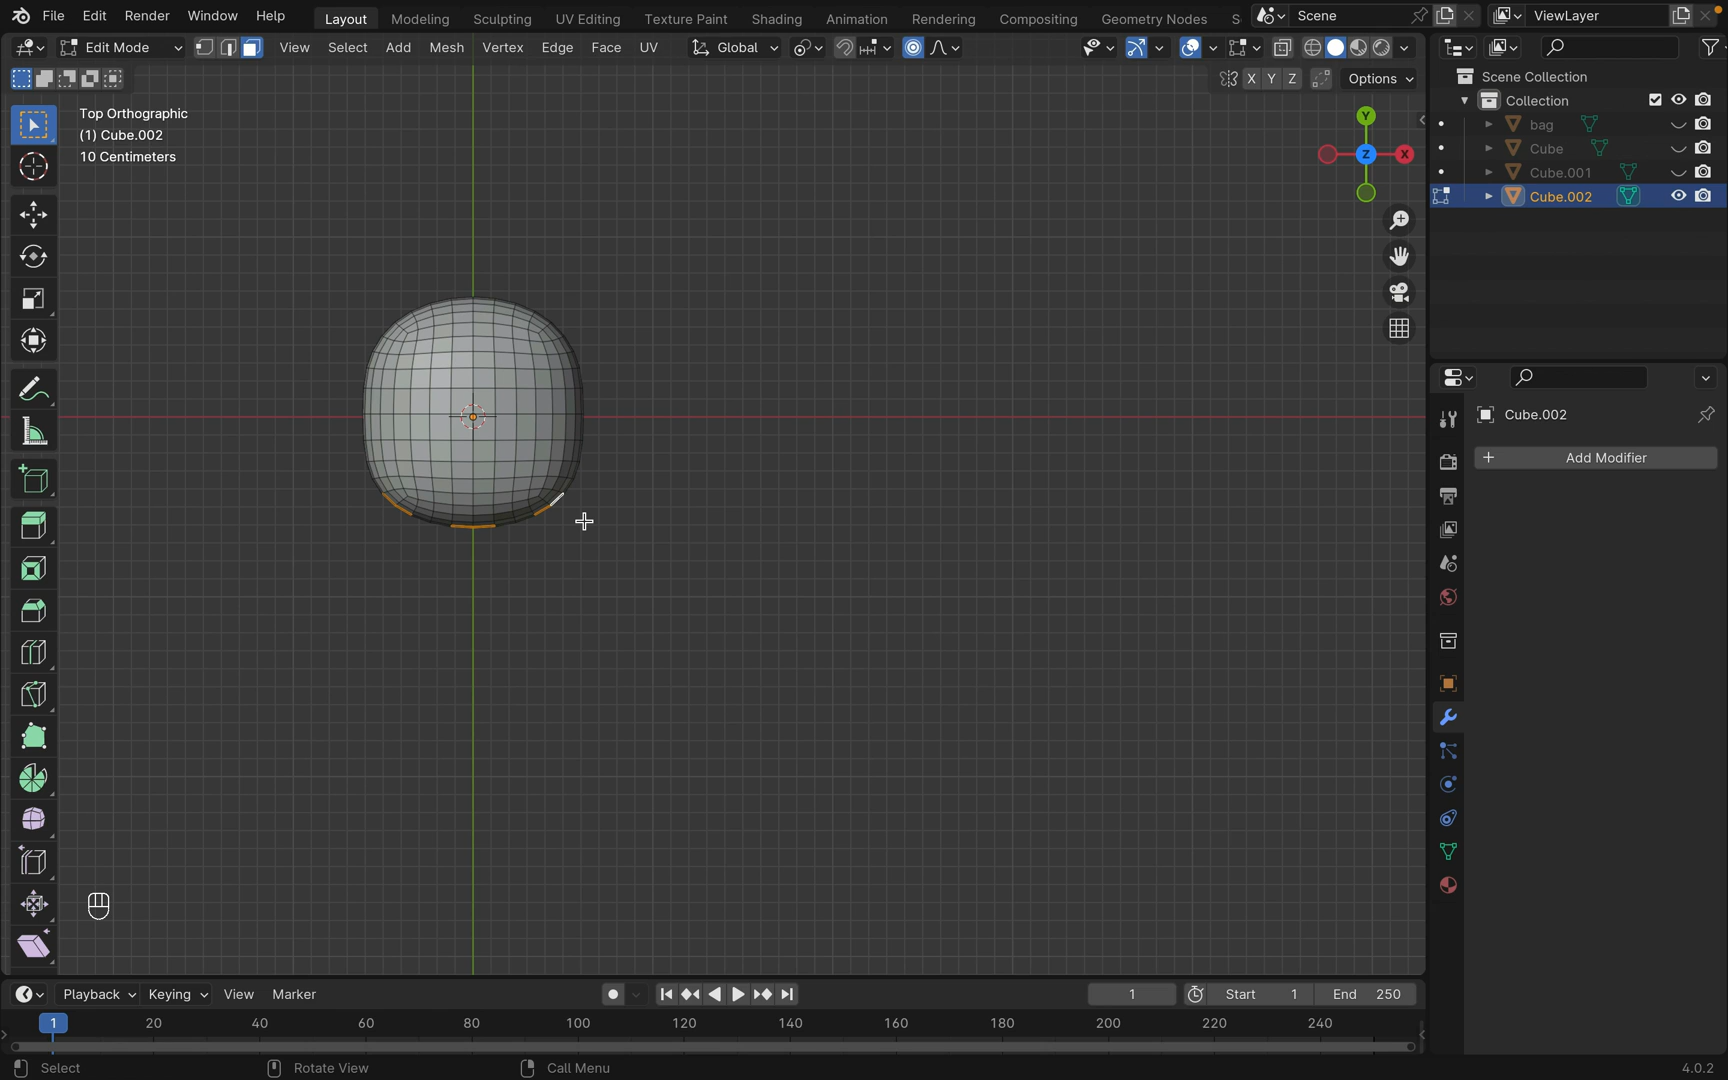 File Edit Render Window Help Layout Modeling Sculpting UV Editing Texture Paint Shading Animation Rendering Compositing Geometry Nodes S Scene ViewLayer
Edit Mode View Select Add Mesh Vertex Edge Face UV Global
X Y Z Options
Top Orthographic
(1) Cube.002
10 Centimeters
Y
Z
X
Scene Collection
Collection
bag
Cube
Cube.001
Cube.002
Cube.002
+ Add Modifier
Playback Keying View Marker 1 Start 1 End 250
1 20 40 60 80 100 120 140 160 180 200 220 240
Select Rotate View Call Menu 4.0.2